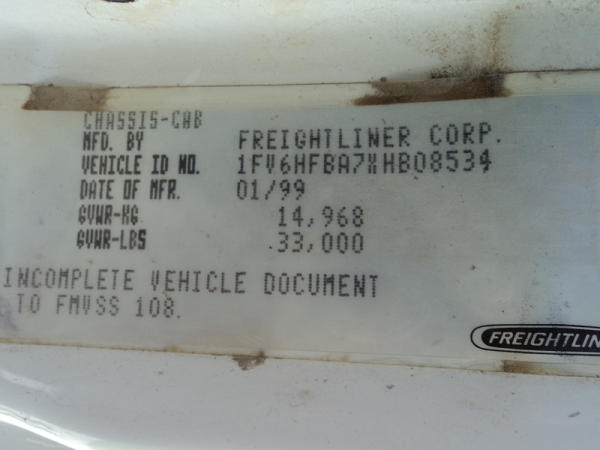 CHASSIS-CAB
MFD. BY FREIGHTLINER CORP.
VEHICLE ID NO. 1FV6HFBA7XHB08534
DATE OF MFR. 01/99
GVWR-KG 14,968
GVWR-LBS 33,000
INCOMPLETE VEHICLE DOCUMENT
TO FMVSS 108.
FREIGHTLIN